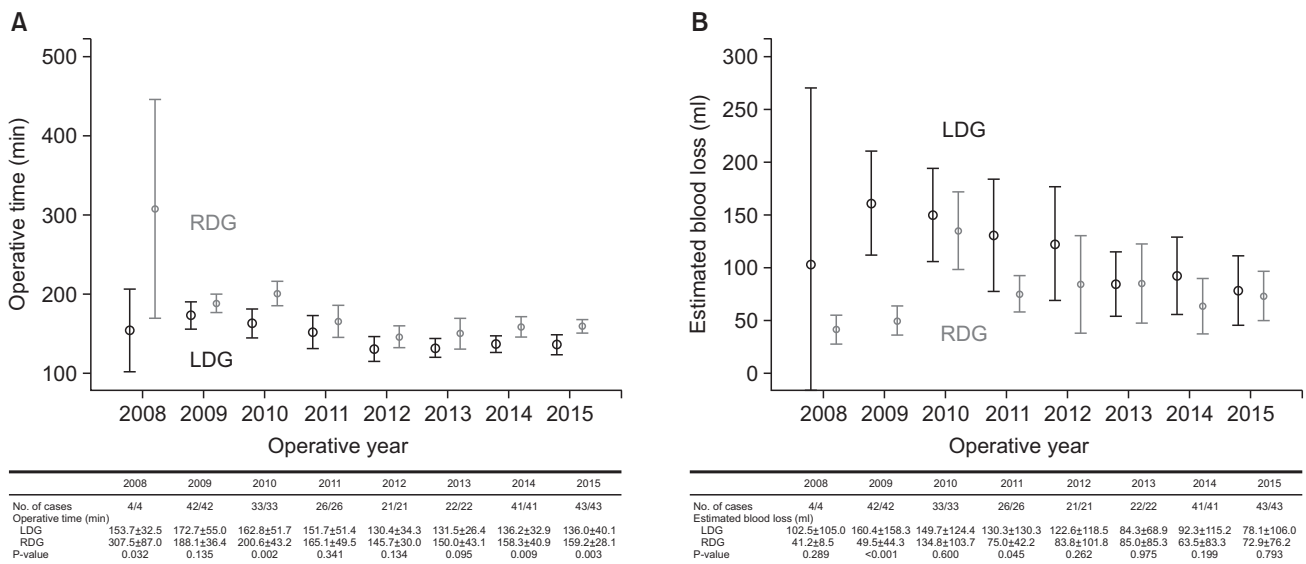 A
Operative time (min)
500
400
300
200
100
RDG
LDG
2008 2009 2010 2011 2012 2013 2014 2015
Operative year
2008 2009 2010 2011 2012 2013 2014 2015
No. of cases 4/4 42/42 33/33 26/26 21/21 22/22 41/41 43/43
Operative time (min)
LDG 153.7±32.5 172.7±55.0 162.8±51.7 151.7±51.4 130.4±34.3 131.5±26.4 136.2±32.9 136.0±40.1
RDG 307.5±87.0 188.1±36.4 200.6±43.2 165.1±49.5 145.7±30.0 150.0±43.1 158.3±40.9 159.2±28.1
P-value 0.032 0.135 0.002 0.341 0.134 0.095 0.009 0.003
B
Estimated blood loss (ml)
300
250
200
150
100
50
0
LDG
RDG
2008 2009 2010 2011 2012 2013 2014 2015
Operative year
2008 2009 2010 2011 2012 2013 2014 2015
No. of cases 4/4 42/42 33/33 26/26 21/21 22/22 41/41 43/43
Estimated blood loss (ml)
LDG 102.5±105.0 160.4±158.3 149.7±124.4 130.3±130.3 122.6±118.5 84.3±68.9 92.3±115.2 78.1±106.0
RDG 41.2±8.5 49.5±44.3 134.8±103.7 75.0±42.2 83.8±101.8 85.0±85.3 63.5±83.3 72.9±76.2
P-value 0.289 <0.001 0.600 0.045 0.262 0.975 0.199 0.793